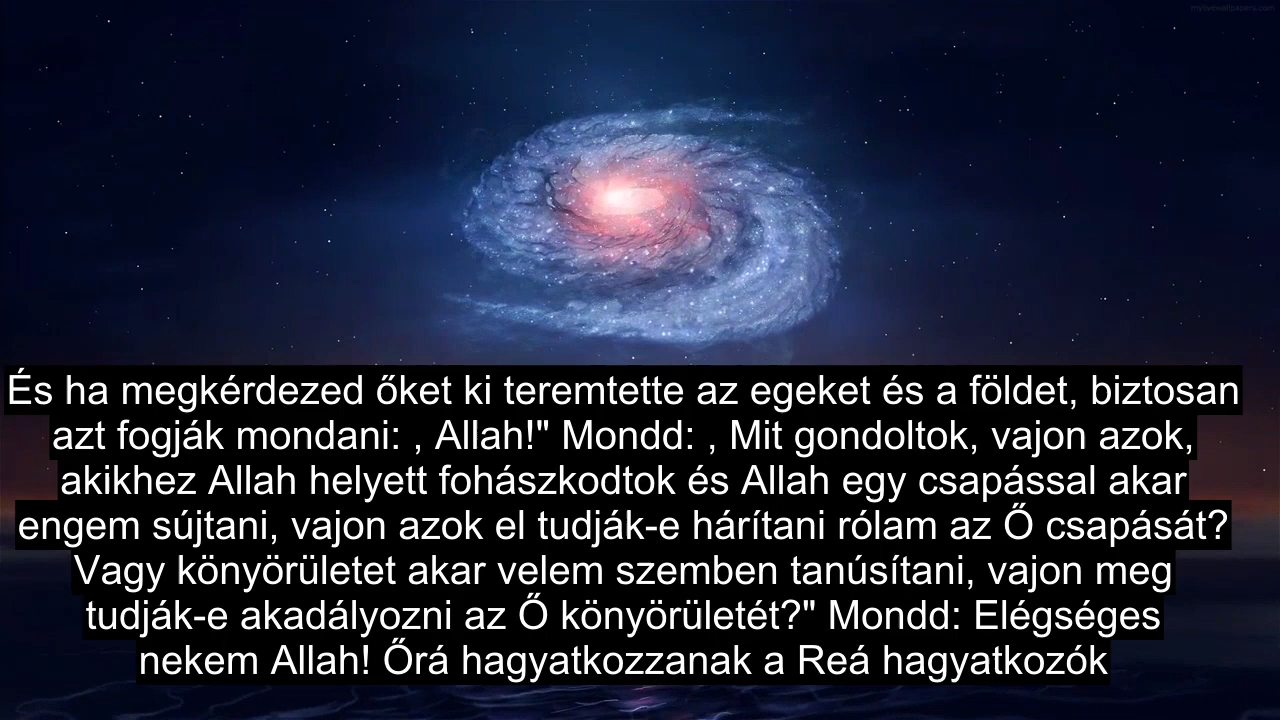 mylivewallpapers.com
És ha megkérdezed őket ki teremtette az egeket és a földet, biztosan
azt fogják mondani: , Allah!" Mondd: , Mit gondoltok, vajon azok,
akikhez Allah helyett fohászkodtok és Allah egy csapással akar
engem sújtani, vajon azok el tudják-e hárítani rólam az Ő csapását?
Vagy könyörületet akar velem szemben tanúsítani, vajon meg
tudják-e akadályozni az Ő könyörületét?" Mondd: Elégséges
nekem Allah! Őrá hagyatkozzanak a Reá hagyatkozók